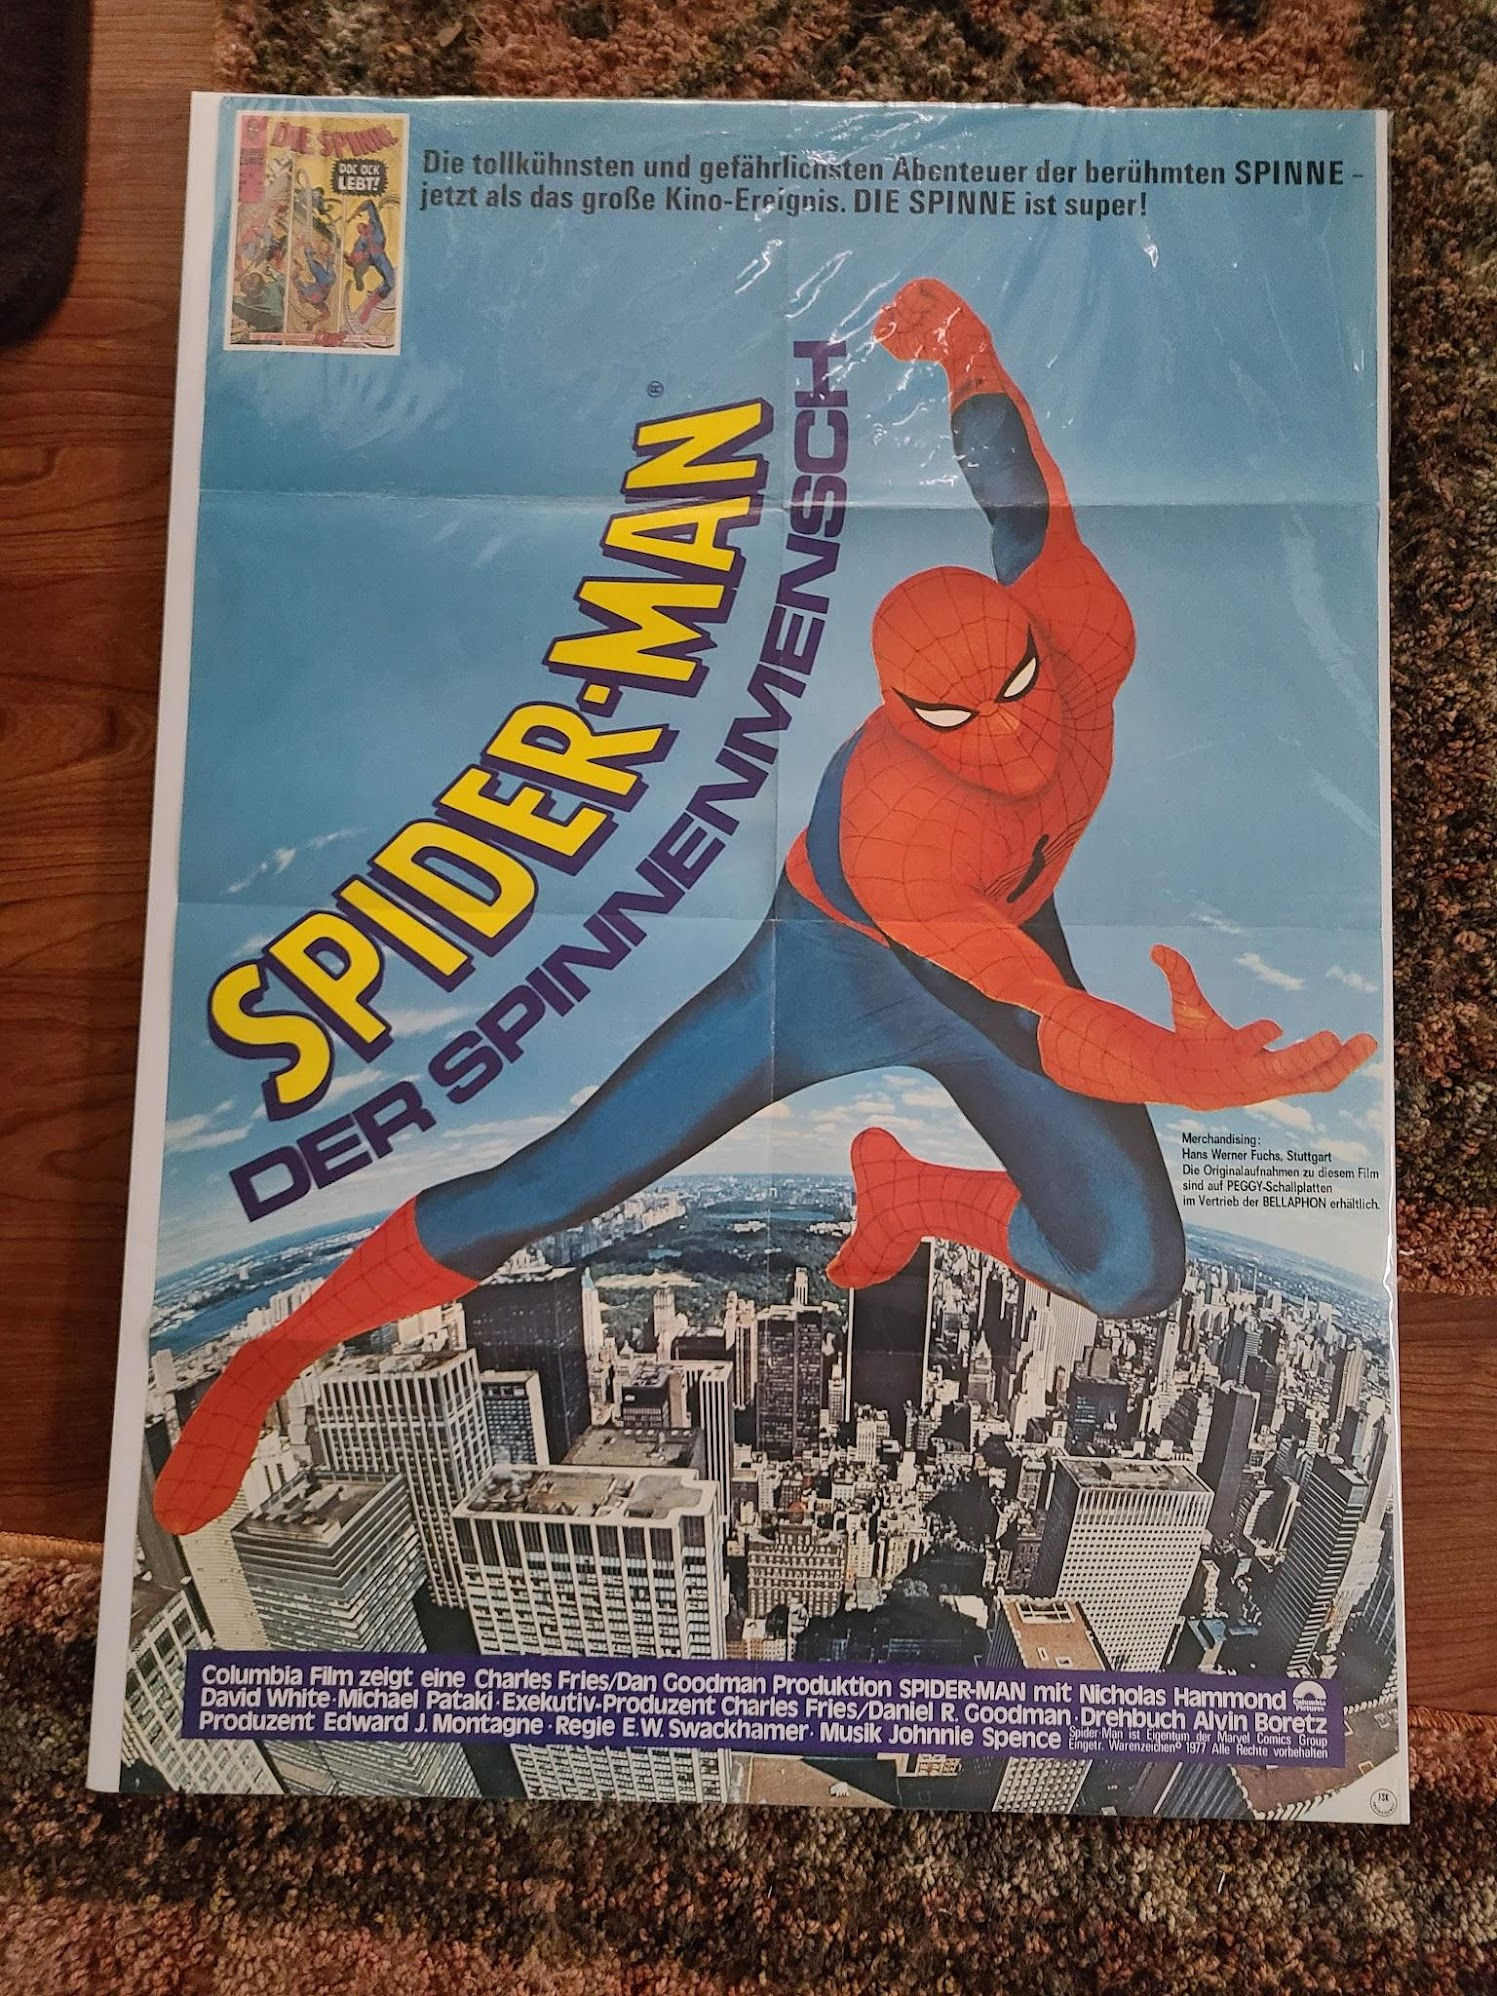 DIE SPINNE
DOC OCK
LEBT!
Die tollkühnsten und gefährlichsten Abenteuer der berühmten SPINNE –
jetzt als das große Kino-Ereignis. DIE SPINNE ist super!
SPIDER-MAN ®
DER SPINNENMENSCH
Merchandising:
Hans Werner Fuchs, Stuttgart
Die Originalaufnahmen zu diesem Film
sind auf PEGGY-Schallplatten
im Vertrieb der BELLAPHON erhältlich.
Columbia Film zeigt eine Charles Fries/Dan Goodman Produktion SPIDER-MAN mit Nicholas Hammond
David White · Michael Pataki · Exekutiv-Produzent Charles Fries/Daniel R. Goodman · Drehbuch Alvin Boretz
Produzent Edward J. Montagne · Regie E.W. Swackhamer · Musik Johnnie Spence
Columbia
Pictures
Spider-Man ist Eigentum der Marvel Comics Group
Eingetr. Warenzeichen © 1977 Alle Rechte vorbehalten
FSK